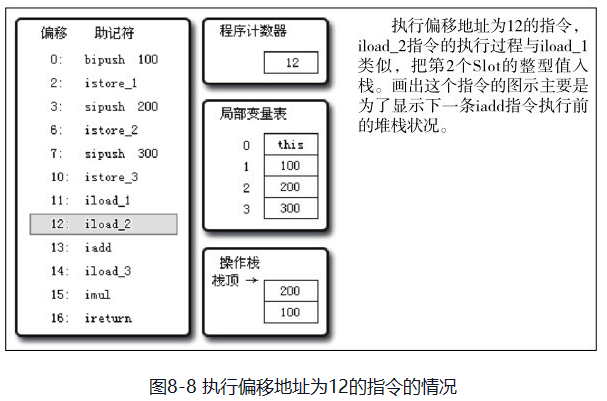 偏移 助记符
0: bipush 100
2: istore_1
3: sipush 200
6: istore_2
7: sipush 300
10: istore_3
11: iload_1
12: iload_2
13: iadd
14: iload_3
15: imul
16: ireturn
程序计数器
12
局部变量表
0 this
1 100
2 200
3 300
操作栈
栈顶 →
200
100
执行偏移地址为12的指令，
iload_2指令的执行过程与iload_1
类似，把第2个Slot的整型值入
栈。画出这个指令的图示主要是
为了显示下一条iadd指令执行前
的堆栈状况。
图8-8 执行偏移地址为12的指令的情况